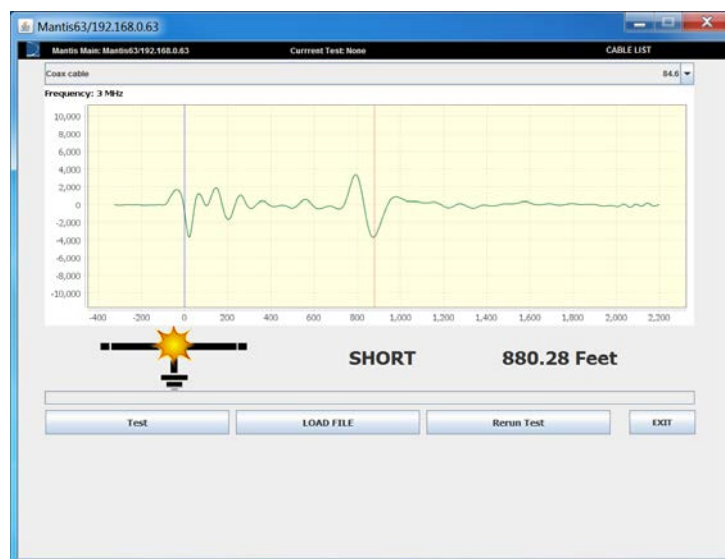 Mantis63/192.168.0.63
Mantis Main: Mantis63/192.168.0.63 Currrent Test: None CABLE LIST
Coax cable 84.6
Frequency: 3 MHz
10,000
8,000
6,000
4,000
2,000
0
-2,000
-4,000
-6,000
-8,000
-10,000
-400 -200 0 200 400 600 800 1,000 1,200 1,400 1,600 1,800 2,000 2,200
SHORT 880.28 Feet
Test LOAD FILE Rerun Test EXIT